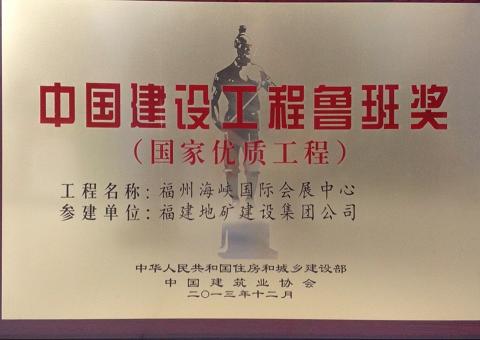 中国建设工程鲁班奖
（国家优质工程）
工程名称：福州海峡国际会展中心
参建单位：福建地矿建设集团公司
中华人民共和国住房和城乡建设部
中国建筑业协会
二〇一三年十二月